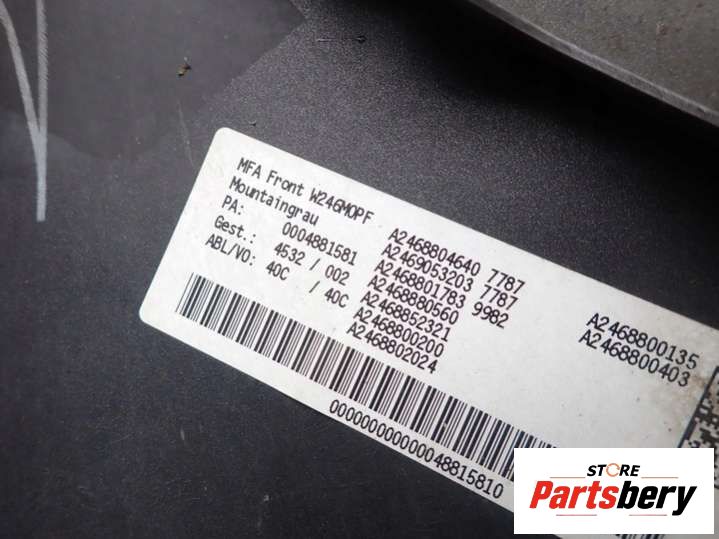 MFA Front W246MOPF
Mountaingrau
PA: 0004881581
Gest.: 4532 / 002
ABL/VO: 40C / 40C
A2468804640 7787
A2469053203 7787
A2468801783 9982
A2468880560
A2468852321
A2468800200
A2468802024
A2468800135
A2468800403
000000000000048815810
STORE
Partsbery